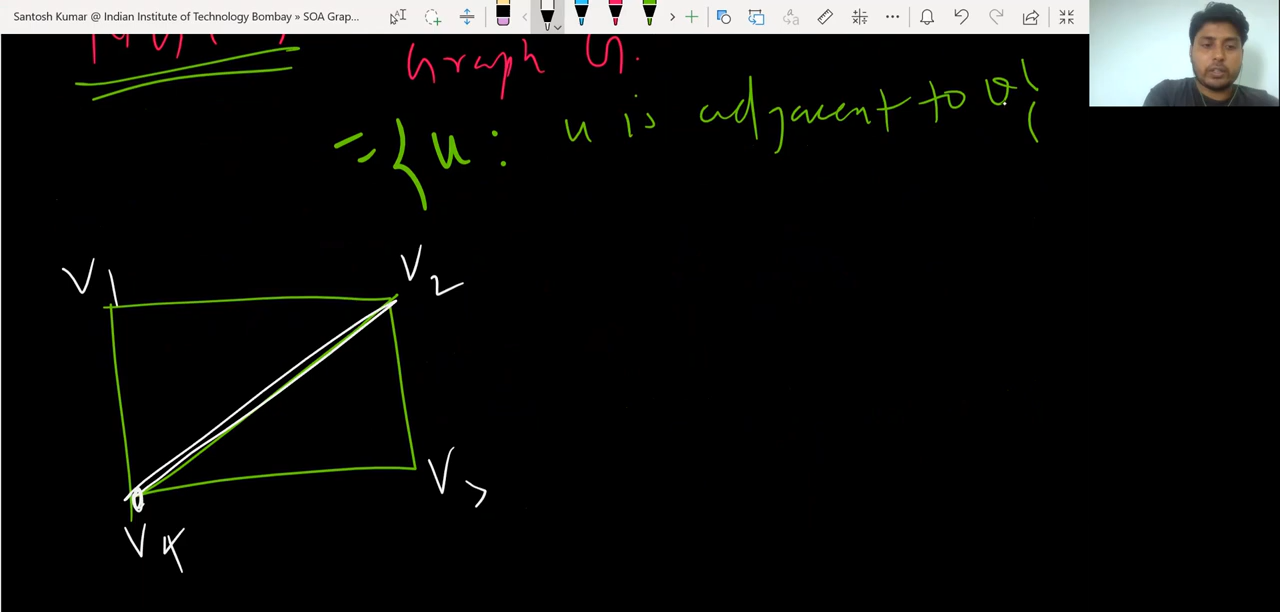 Santosh Kumar @ Indian Institute of Technology Bombay » SOA Grap...
Graph G.
= { u : u is adjacent to v }
V1
V2
V3
V4